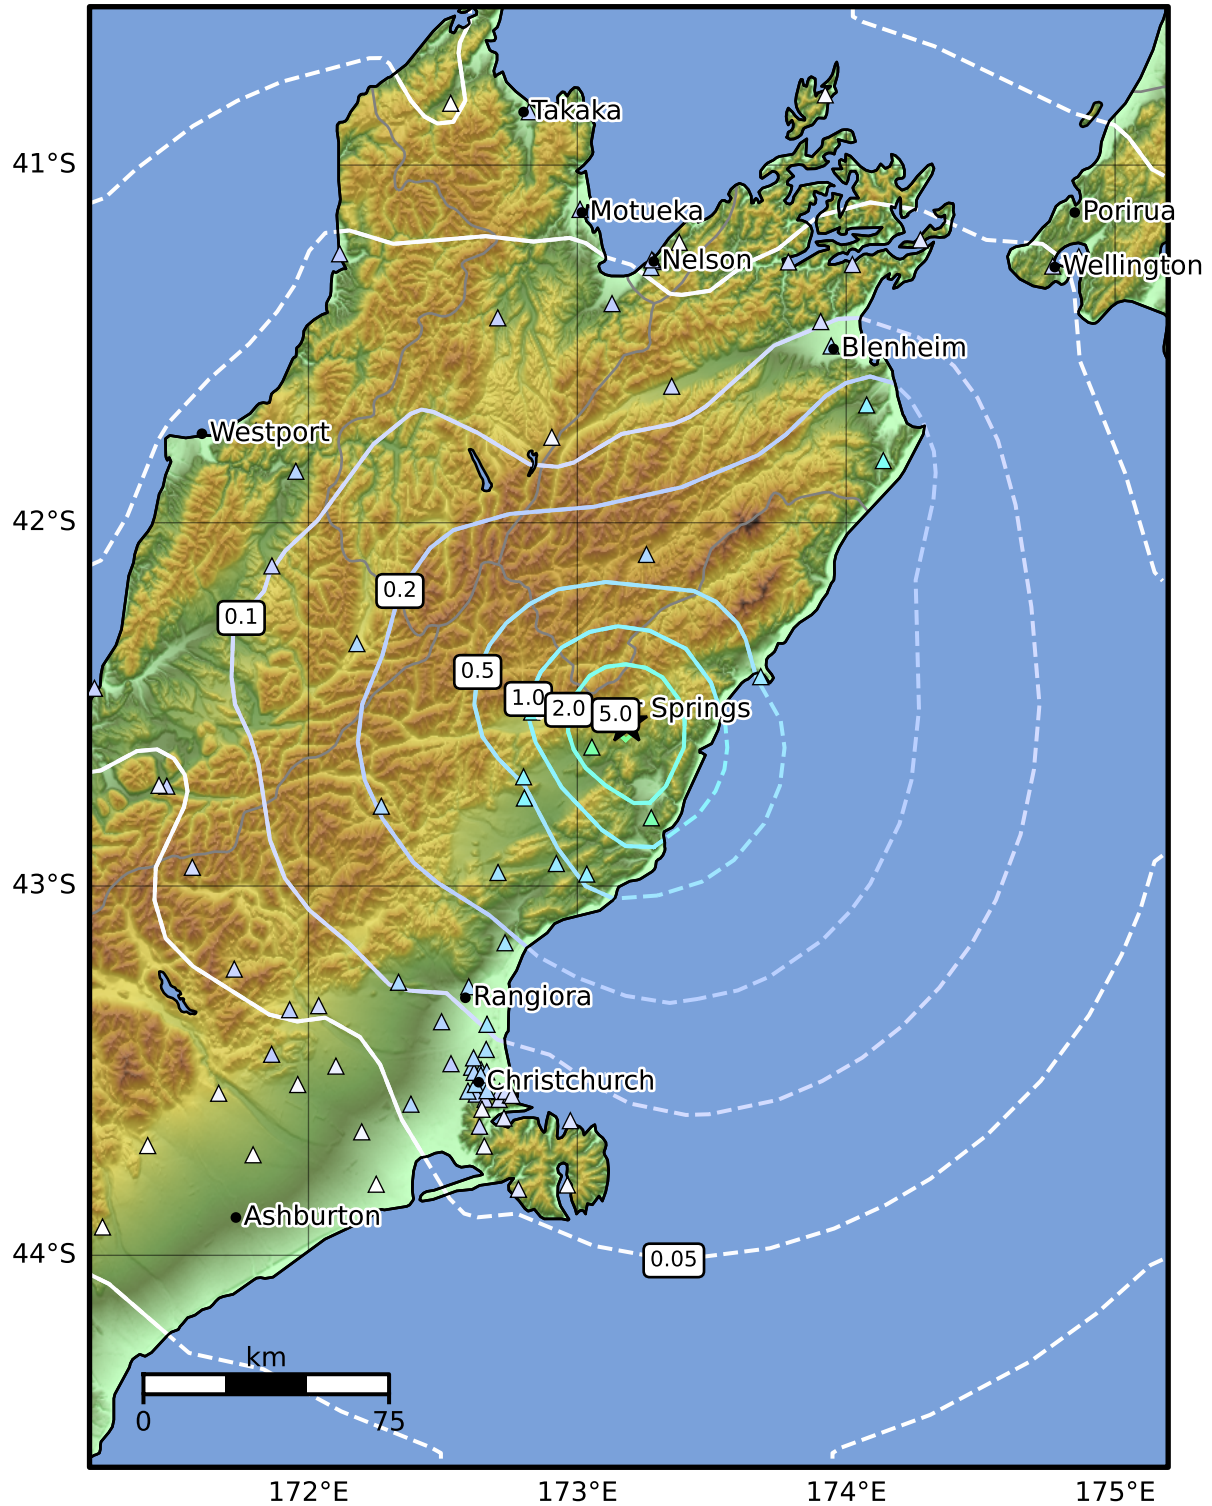 Takaka
41°S
Motueka
Porirua
Nelson
Wellington
Blenheim
Westport
42°S
0.2
0.1
0.5
1.0
2.0
5.0
Springs
43°S
Rangiora
Christchurch
Ashburton
44°S
0.05
km
0
75
172°E
173°E
174°E
175°E